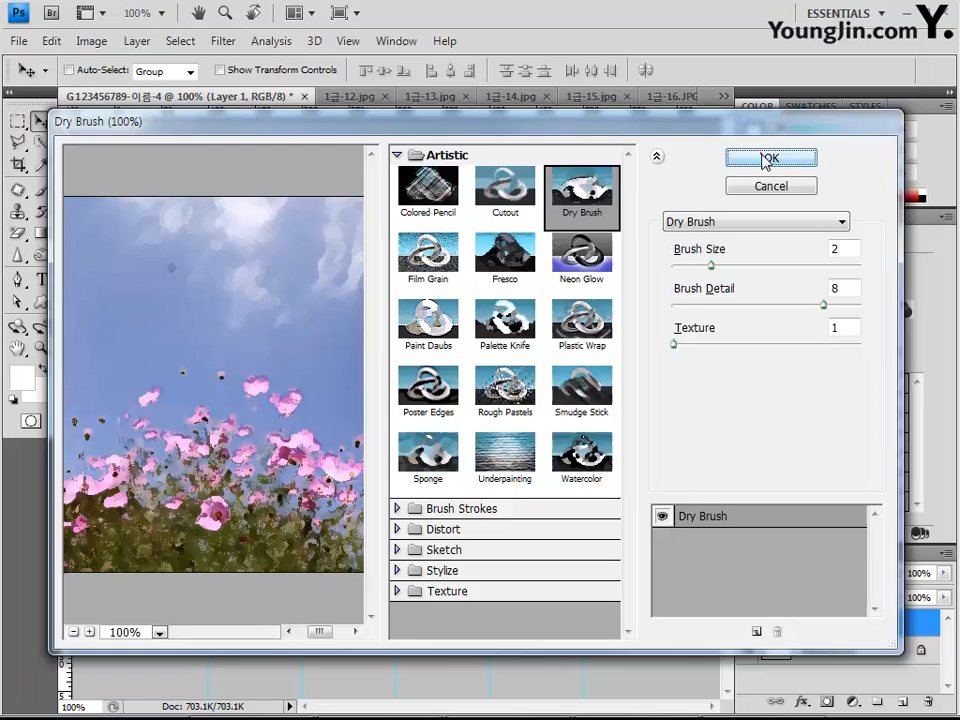 Ps
Br
100%
ESSENTIALS
YoungJin.com Y.
File Edit Image Layer Select Filter Analysis 3D View Window Help
Auto-Select: Group Show Transform Controls
G123456789-이름-4 @ 100% (Layer 1, RGB/8) *
1급-12.jpg
1급-13.jpg
1급-14.jpg
1급-15.jpg
1급-16.JPG
COLOR SWATCHES STYLES
Dry Brush (100%)
Artistic
OK
Cancel
Colored Pencil
Cutout
Dry Brush
Dry Brush
Brush Size 2
Film Grain
Fresco
Neon Glow
Brush Detail 8
Texture 1
Paint Daubs
Palette Knife
Plastic Wrap
Poster Edges
Rough Pastels
Smudge Stick
Sponge
Underpainting
Watercolor
Brush Strokes
Dry Brush
Distort
Sketch
Stylize
100%
Texture
100%
100%
100%
Doc: 703.1K/703.1K